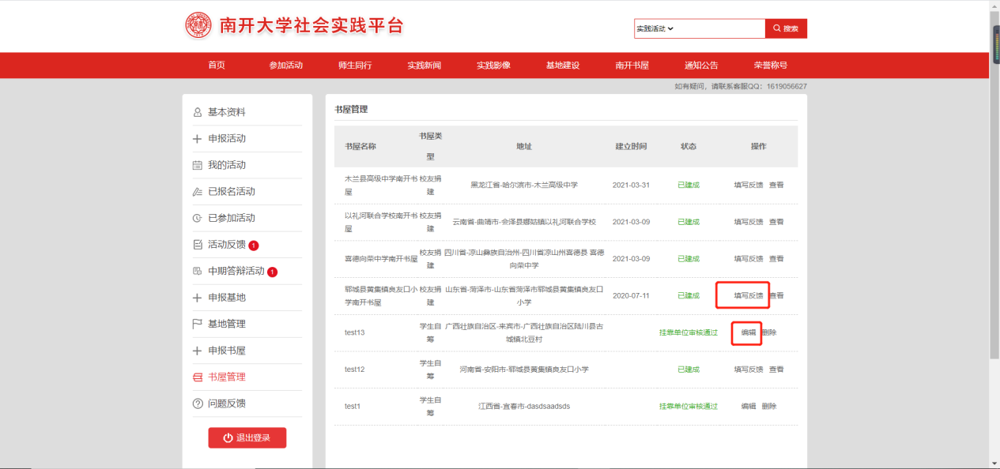 南开大学社会实践平台
实践活动
搜索
首页 参加活动 师生同行 实践新闻 实践影像 基地建设 南开书屋 通知公告 荣誉称号
如有疑问，请联系客服QQ：1619056627
基本资料
申报活动
我的活动
已报名活动
已参加活动
活动反馈 1
中期答辩活动 1
申报基地
基地管理
申报书屋
书屋管理
问题反馈
退出登录
书屋管理
书屋名称 书屋类型 地址 建立时间 状态 操作
木兰县高级中学南开书屋 校友捐建 黑龙江省-哈尔滨市-木兰高级中学 2021-03-31 已建成 填写反馈 查看
以礼河联合学校南开书屋 校友捐建 云南省-曲靖市-会泽县娜姑镇以礼河联合学校 2021-03-09 已建成 填写反馈 查看
喜德向荣中学南开书屋 校友捐建 四川省-凉山彝族自治州-四川省凉山州喜德县 喜德向荣中学 2021-03-09 已建成 填写反馈 查看
郓城县黄集镇良友口小学南开书屋 校友捐建 山东省-菏泽市-山东省菏泽市郓城县黄集镇良友口小学 2020-07-11 已建成 填写反馈 查看
test13 学生自筹 广西壮族自治区-来宾市-广西壮族自治区陆川县古城镇北豆村 挂靠单位审核通过 编辑 删除
test12 学生自筹 河南省-安阳市-郓城县黄集镇良友口小学 已建成 填写反馈 查看
test1 学生自筹 江西省-宜春市-dasdsaadsds 挂靠单位审核通过 编辑 删除